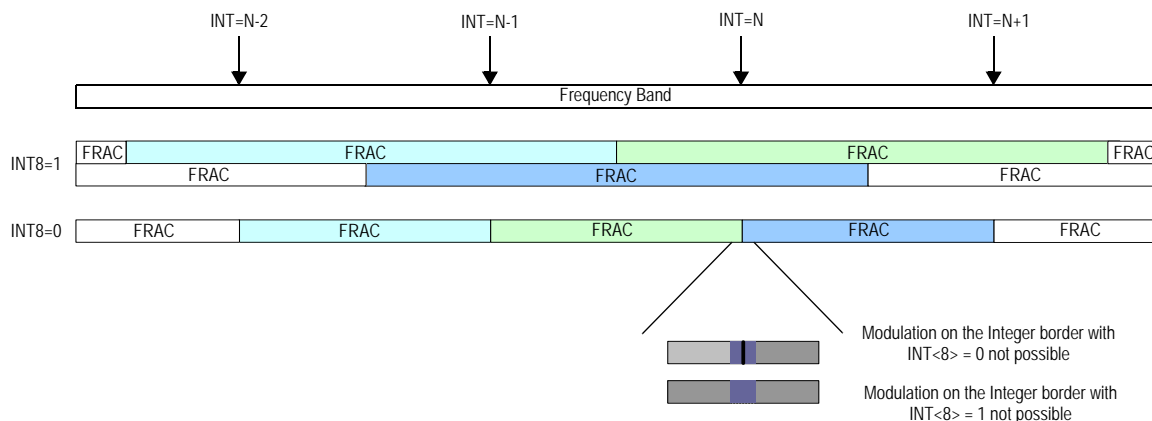 INT=N-2 INT=N-1 INT=N INT=N+1
Frequency Band
INT8=1
FRAC FRAC FRAC FRAC
FRAC FRAC FRAC
INT8=0 FRAC FRAC FRAC FRAC FRAC
Modulation on the Integer border with
INT<8> = 0 not possible
Modulation on the Integer border with
INT<8> = 1 not possible